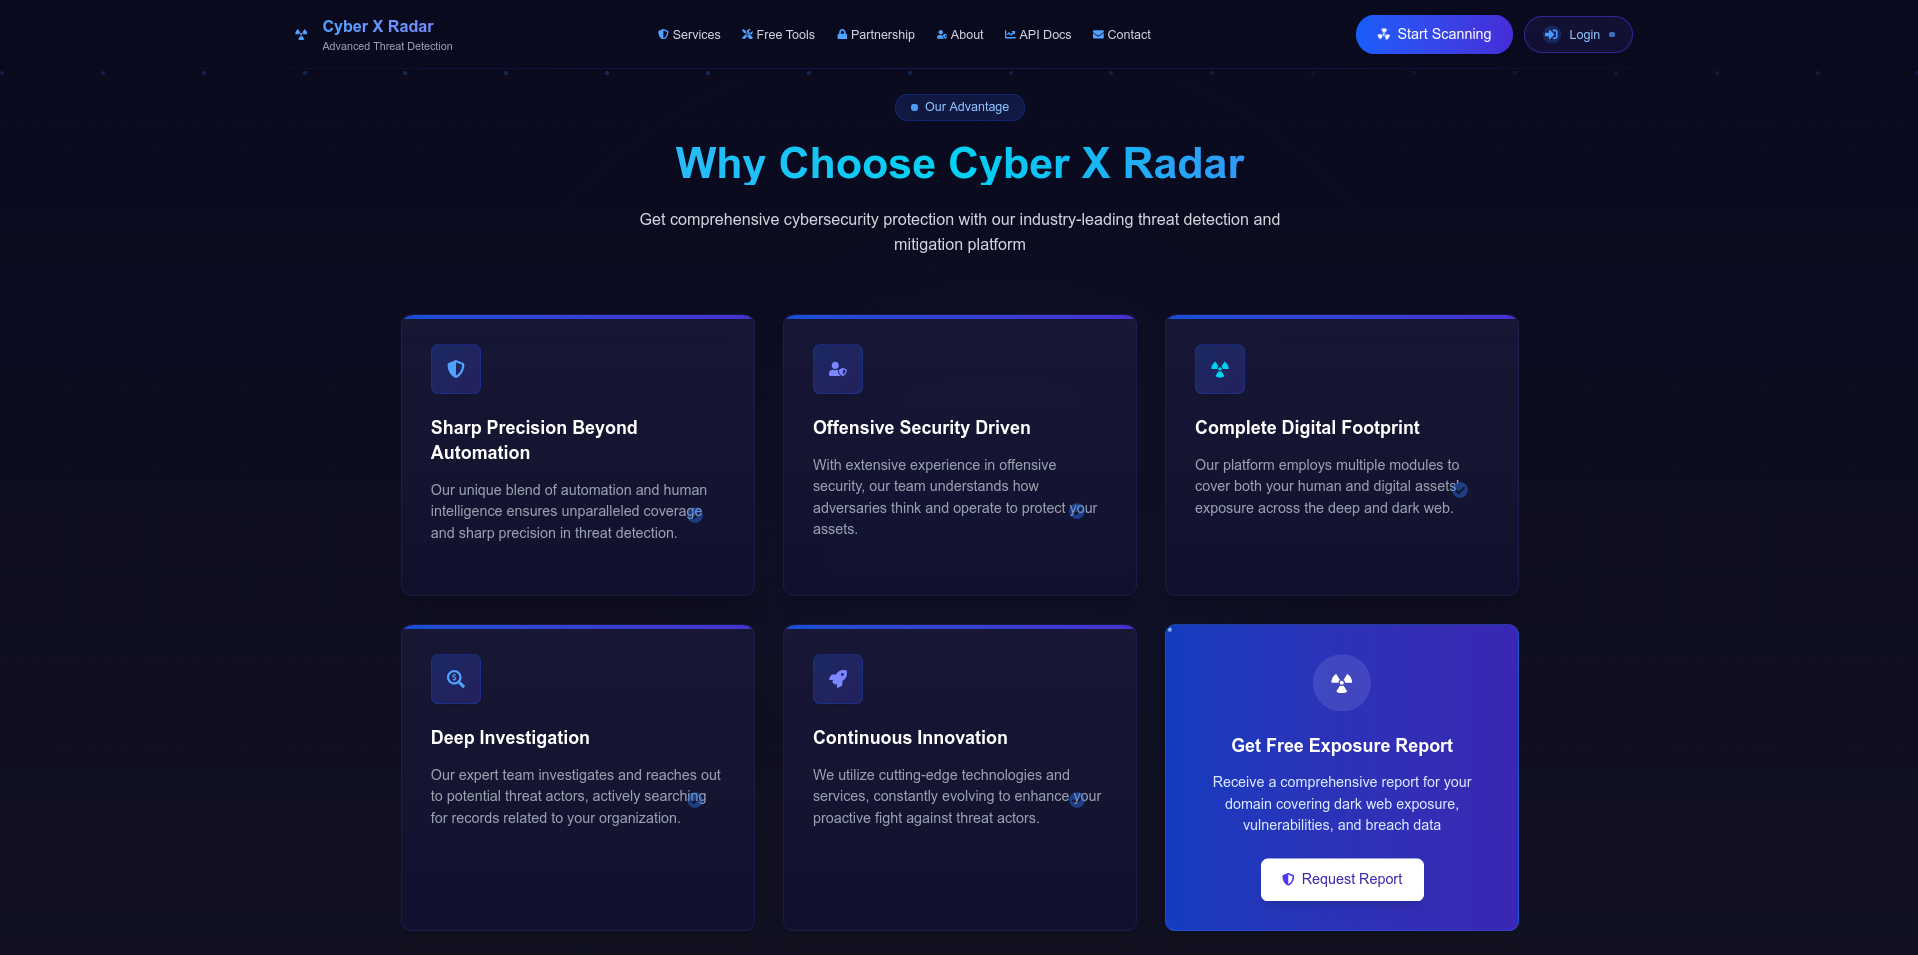 Cyber X Radar
Advanced Threat Detection
Services
Free Tools
Partnership
About
API Docs
Contact
Start Scanning
Login
Our Advantage
Why Choose Cyber X Radar
Get comprehensive cybersecurity protection with our industry-leading threat detection and
mitigation platform
Sharp Precision Beyond
Automation
Our unique blend of automation and human
intelligence ensures unparalleled coverage
and sharp precision in threat detection.
Offensive Security Driven
With extensive experience in offensive
security, our team understands how
adversaries think and operate to protect your
assets.
Complete Digital Footprint
Our platform employs multiple modules to
cover both your human and digital assets'
exposure across the deep and dark web.
Deep Investigation
Our expert team investigates and reaches out
to potential threat actors, actively searching
for records related to your organization.
Continuous Innovation
We utilize cutting-edge technologies and
services, constantly evolving to enhance your
proactive fight against threat actors.
Get Free Exposure Report
Receive a comprehensive report for your
domain covering dark web exposure,
vulnerabilities, and breach data
Request Report